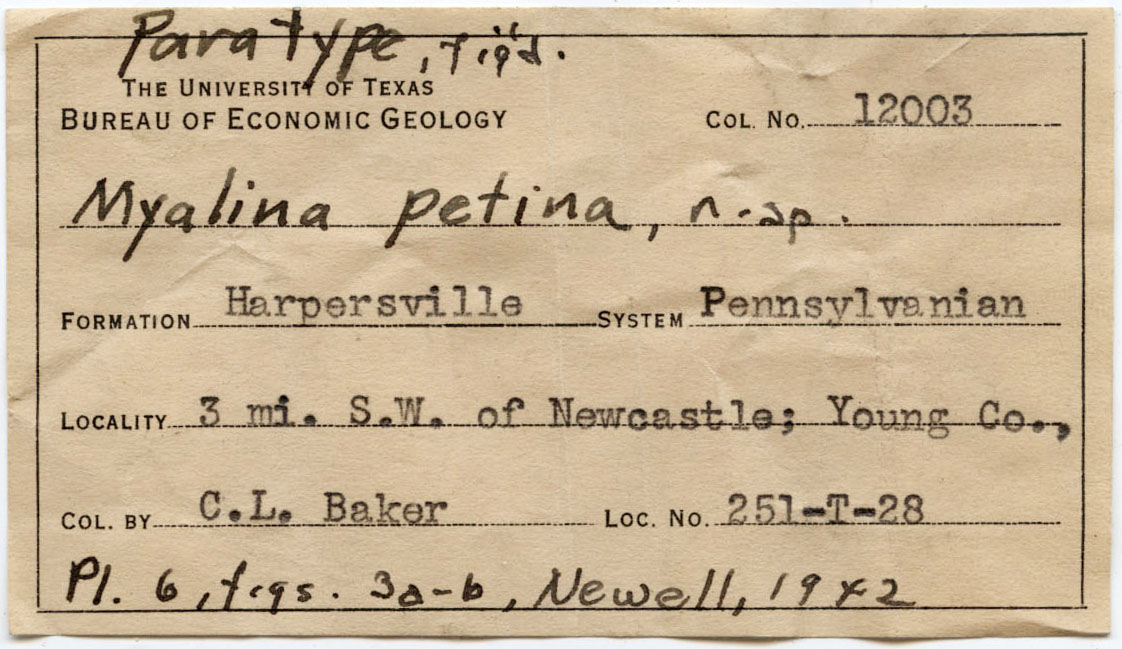 Paratype, fig'd.
THE UNIVERSITY OF TEXAS
BUREAU OF ECONOMIC GEOLOGY
COL. NO. 12003
Myalina petina, n. sp.
FORMATION Harpersville SYSTEM Pennsylvanian
LOCALITY 3 mi. S.W. of Newcastle; Young Co.,
COL. BY C.L. Baker LOC. NO. 251-T-28
Pl. 6, figs. 3a-b, Newell, 1942